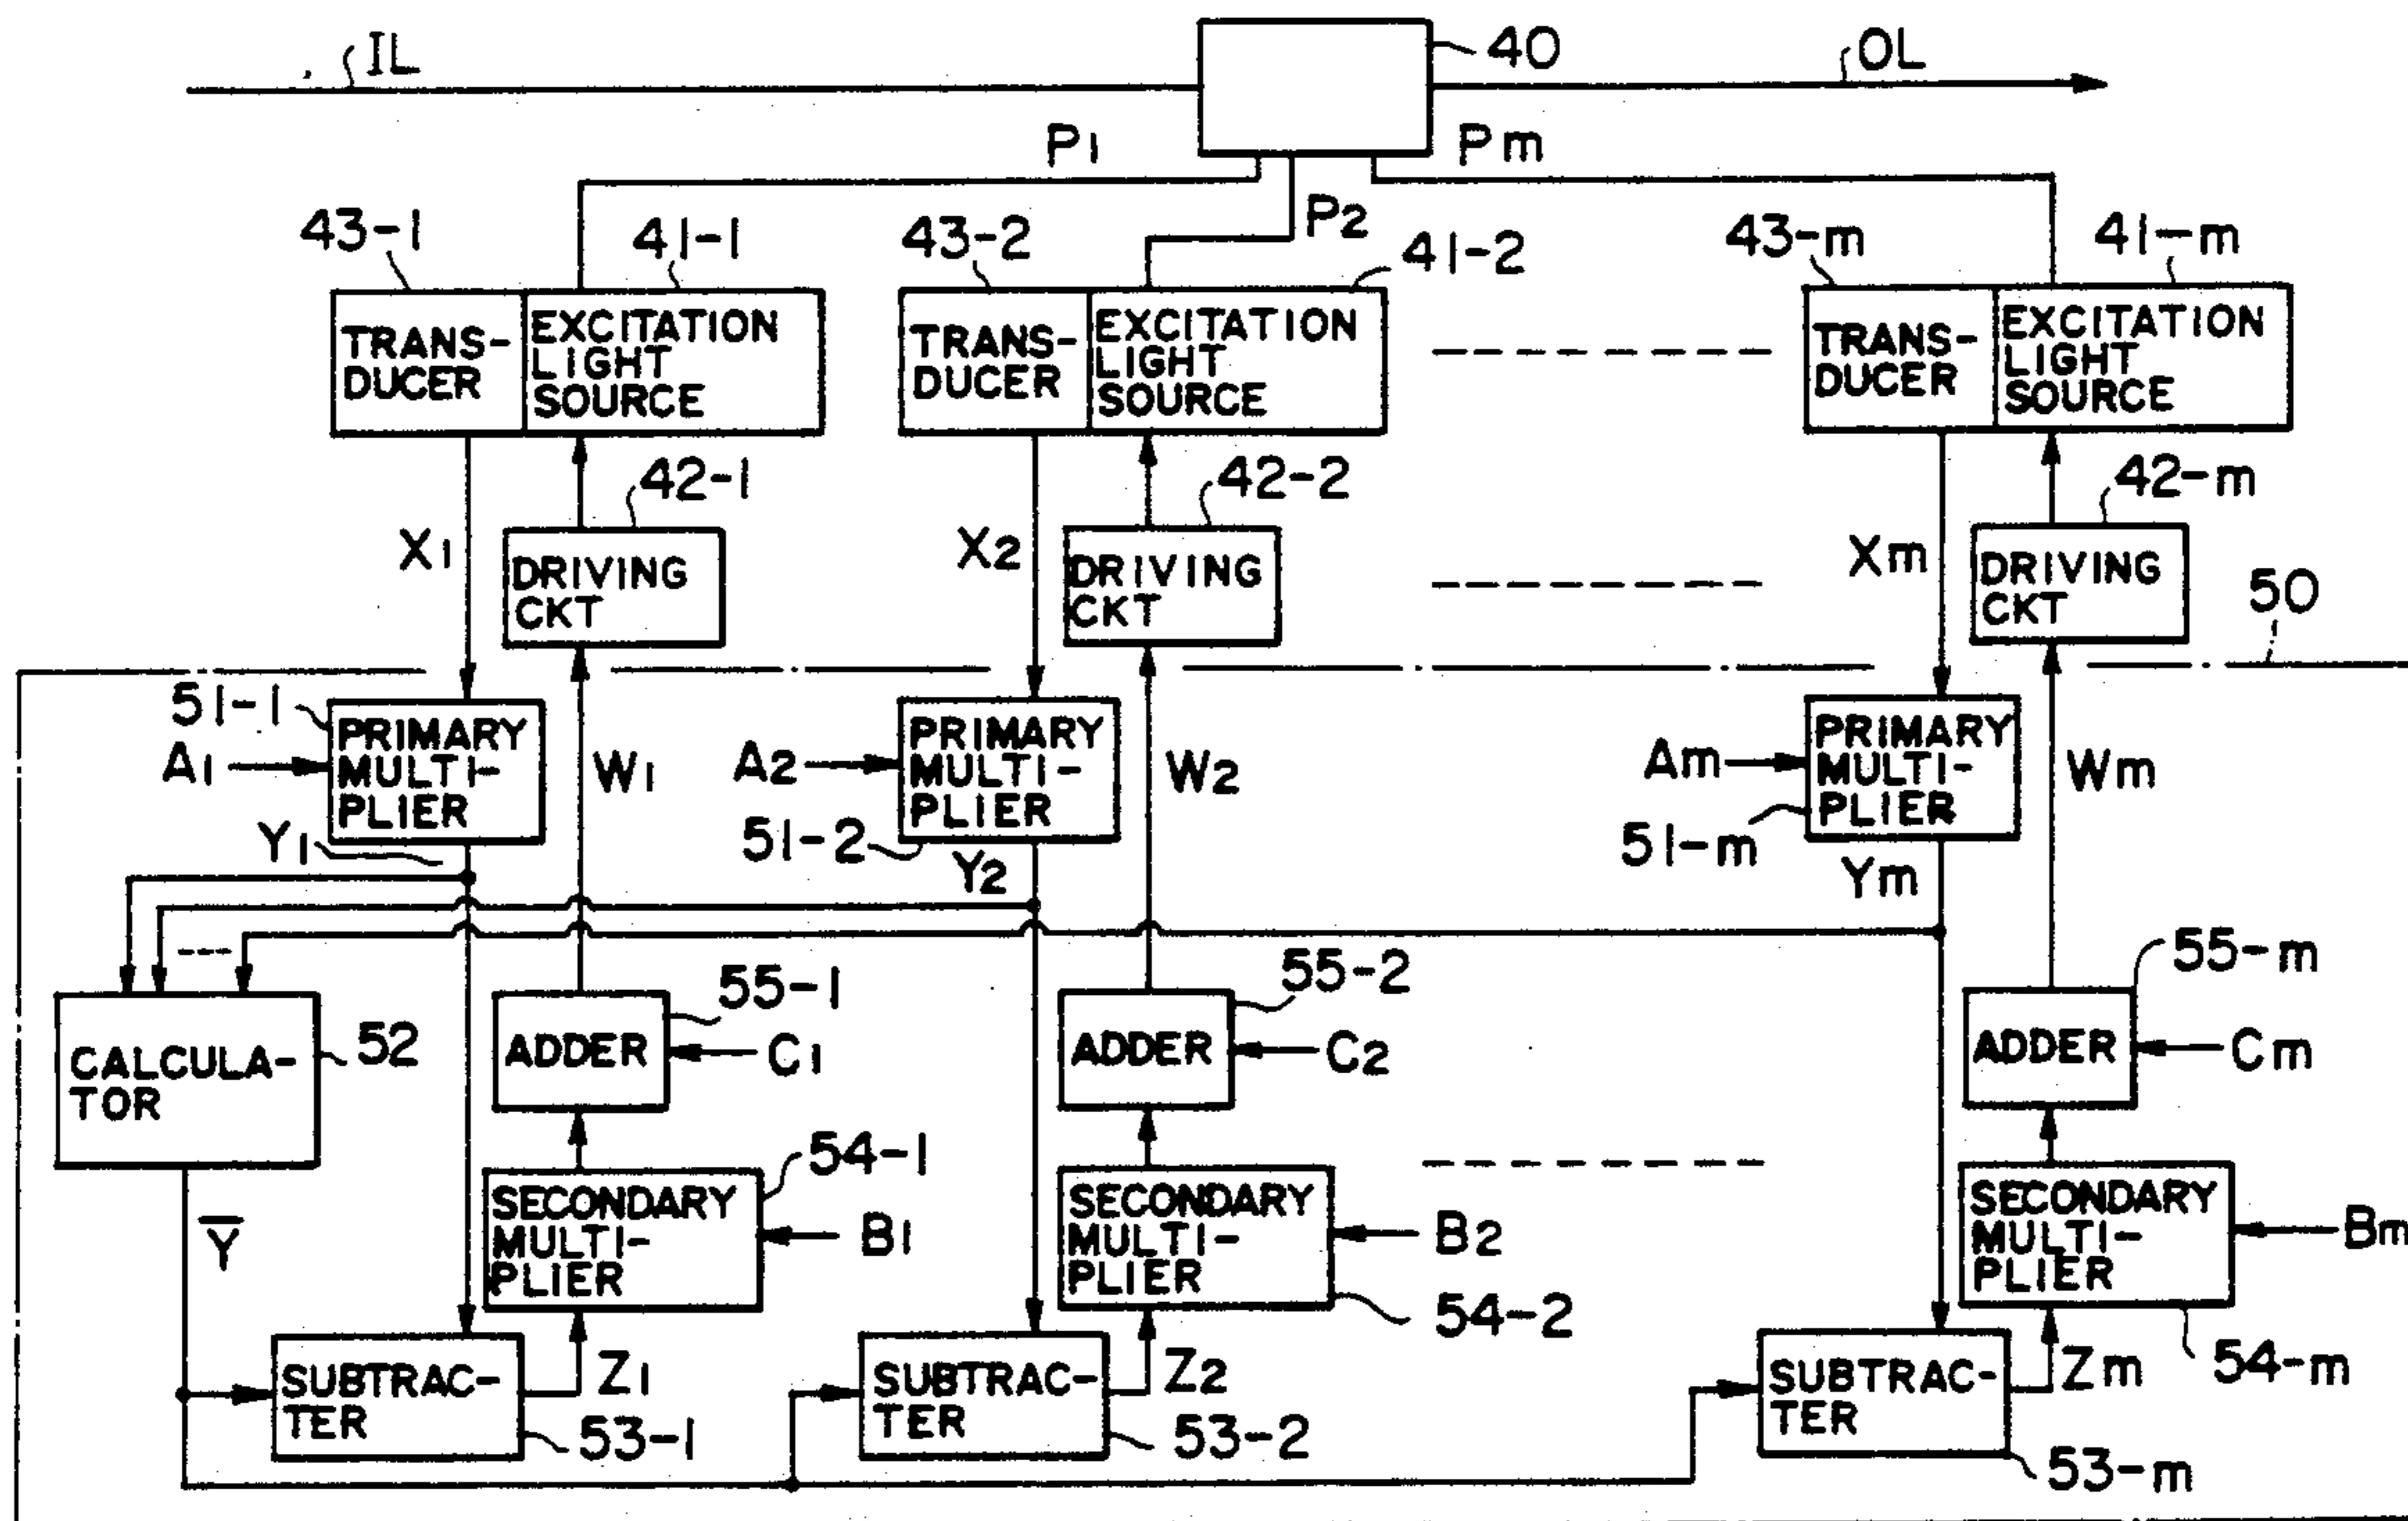 IL
40
OL
P1
Pm
P2
43-1
41-1
43-2
41-2
43-m
41-m
TRANS-
DUCER
EXCITATION
LIGHT
SOURCE
TRANS-
DUCER
EXCITATION
LIGHT
SOURCE
TRANS-
DUCER
EXCITATION
LIGHT
SOURCE
42-1
42-2
42-m
X1
DRIVING
CKT
X2
DRIVING
CKT
Xm
DRIVING
CKT
50
51-1
PRIMARY
MULTI-
PLIER
A1
W1
A2
PRIMARY
MULTI-
PLIER
W2
51-2
Am
PRIMARY
MULTI-
PLIER
Wm
51-m
Y1
Y2
Ym
55-1
55-2
55-m
CALCULA-
TOR
52
ADDER
C1
ADDER
C2
ADDER
Cm
54-1
SECONDARY
MULTI-
PLIER
B1
SECONDARY
MULTI-
PLIER
B2
54-2
SECONDARY
MULTI-
PLIER
Bm
54-m
Y̅
SUBTRAC-
TER
Z1
53-1
SUBTRAC-
TER
Z2
53-2
SUBTRAC-
TER
Zm
53-m